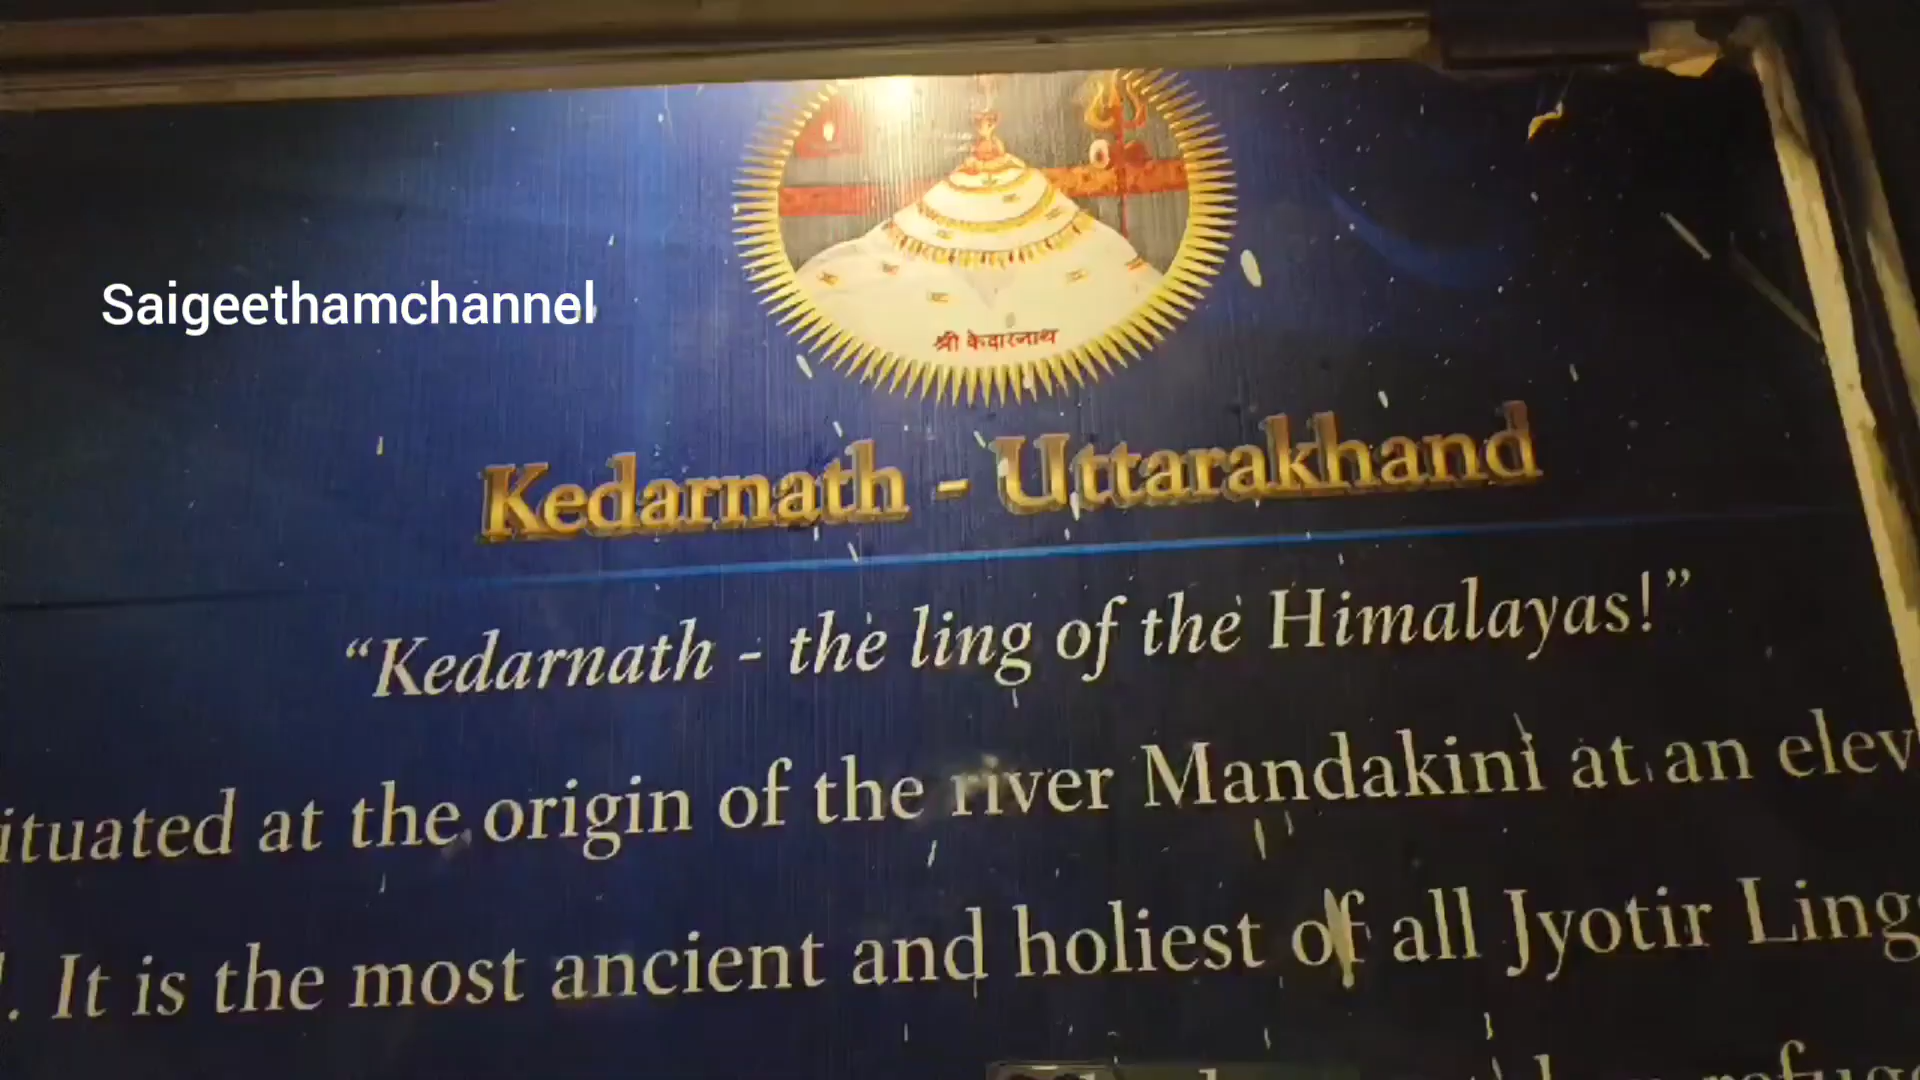 श्री केदारनाथ
Saigeethamchannel
Kedarnath - Uttarakhand
“Kedarnath - the ling of the Himalayas!”
ituated at the origin of the river Mandakini at an elev
. It is the most ancient and holiest of all Jyotir Ling